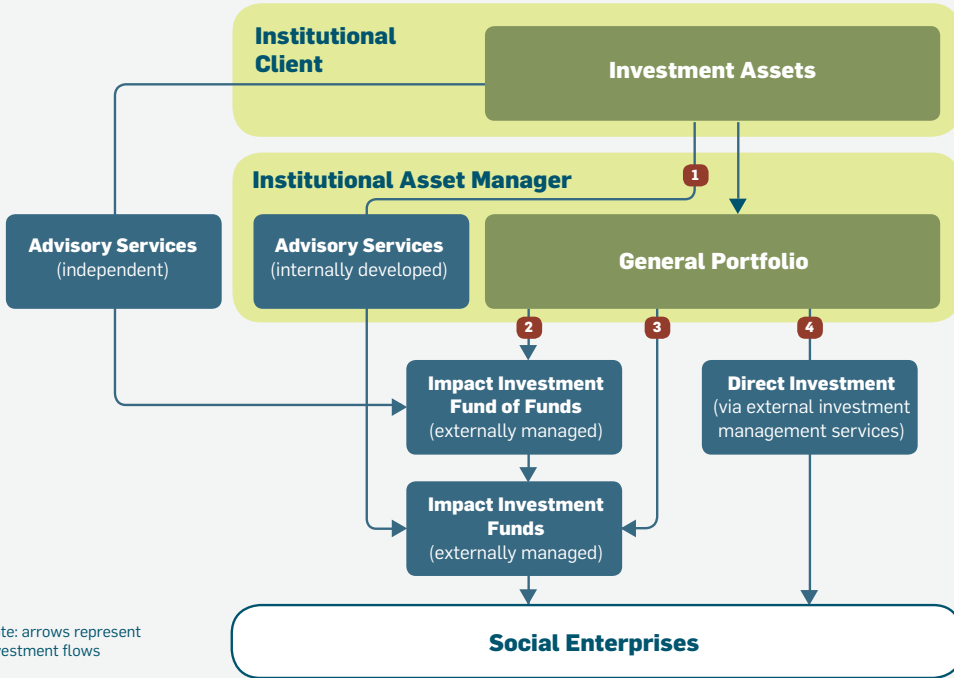 Institutional
Client
Investment Assets
Institutional Asset Manager
1
Advisory Services
(independent)
Advisory Services
(internally developed)
General Portfolio
2
3
4
Impact Investment
Fund of Funds
(externally managed)
Direct Investment
(via external investment
management services)
Impact Investment
Funds
(externally managed)
te: arrows represent
vestment flows
Social Enterprises